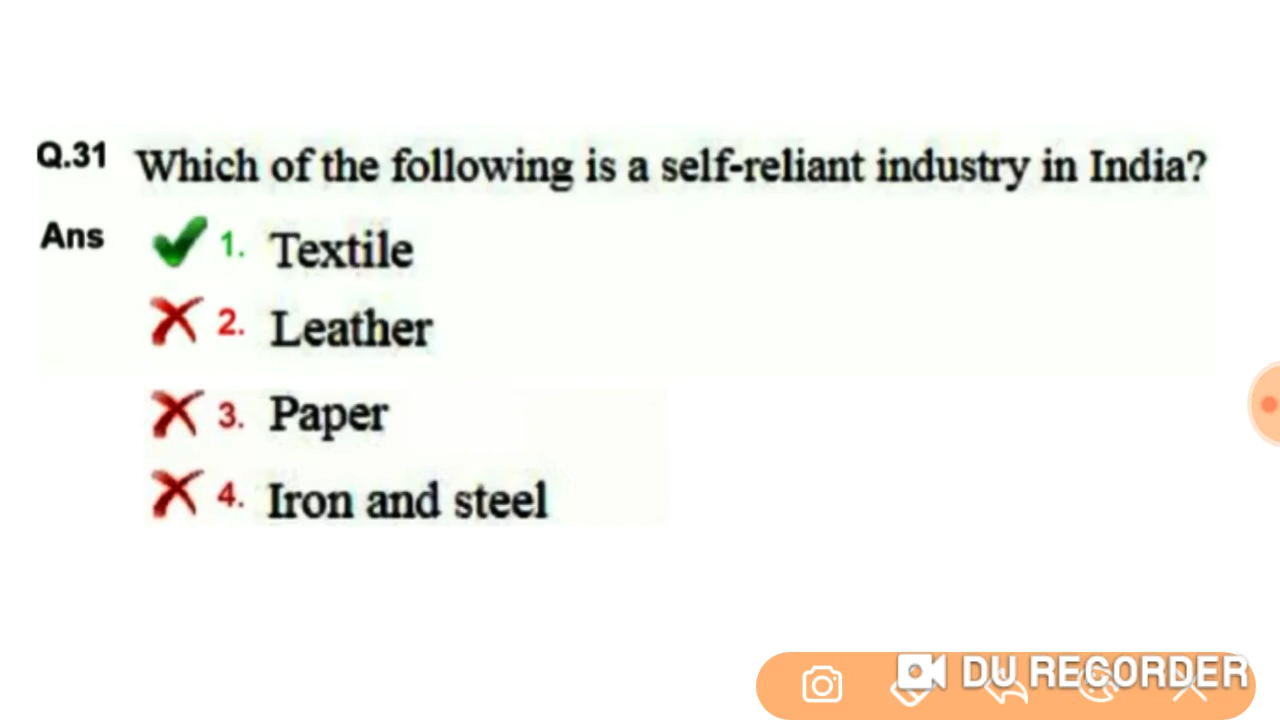 Q.31 Which of the following is a self-reliant industry in India?
Ans 1. Textile
2. Leather
3. Paper
4. Iron and steel
DU RECORDER